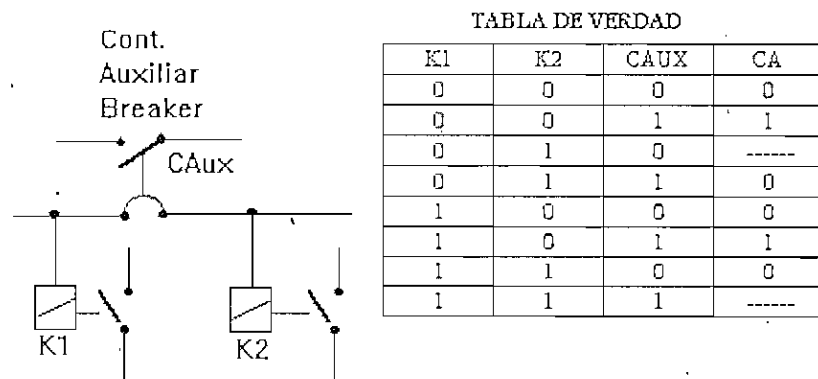 Cont.
Auxiliar
Breaker
CAux
K1
K2
TABLA DE VERDAD
K1 K2 CAUX CA
0 0 0 0
0 0 1 1
0 1 0 ------
0 1 1 0
1 0 0 0
1 0 1 1
1 1 0 0
1 1 1 ------